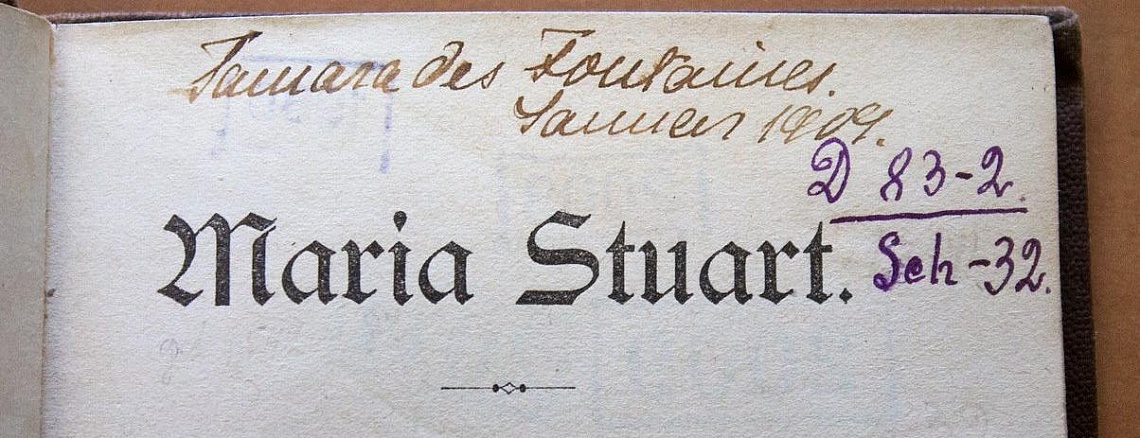 Tamara des Fontaines.
Januar 1909.
D 83-2.
Maria Stuart.
Sch-32.